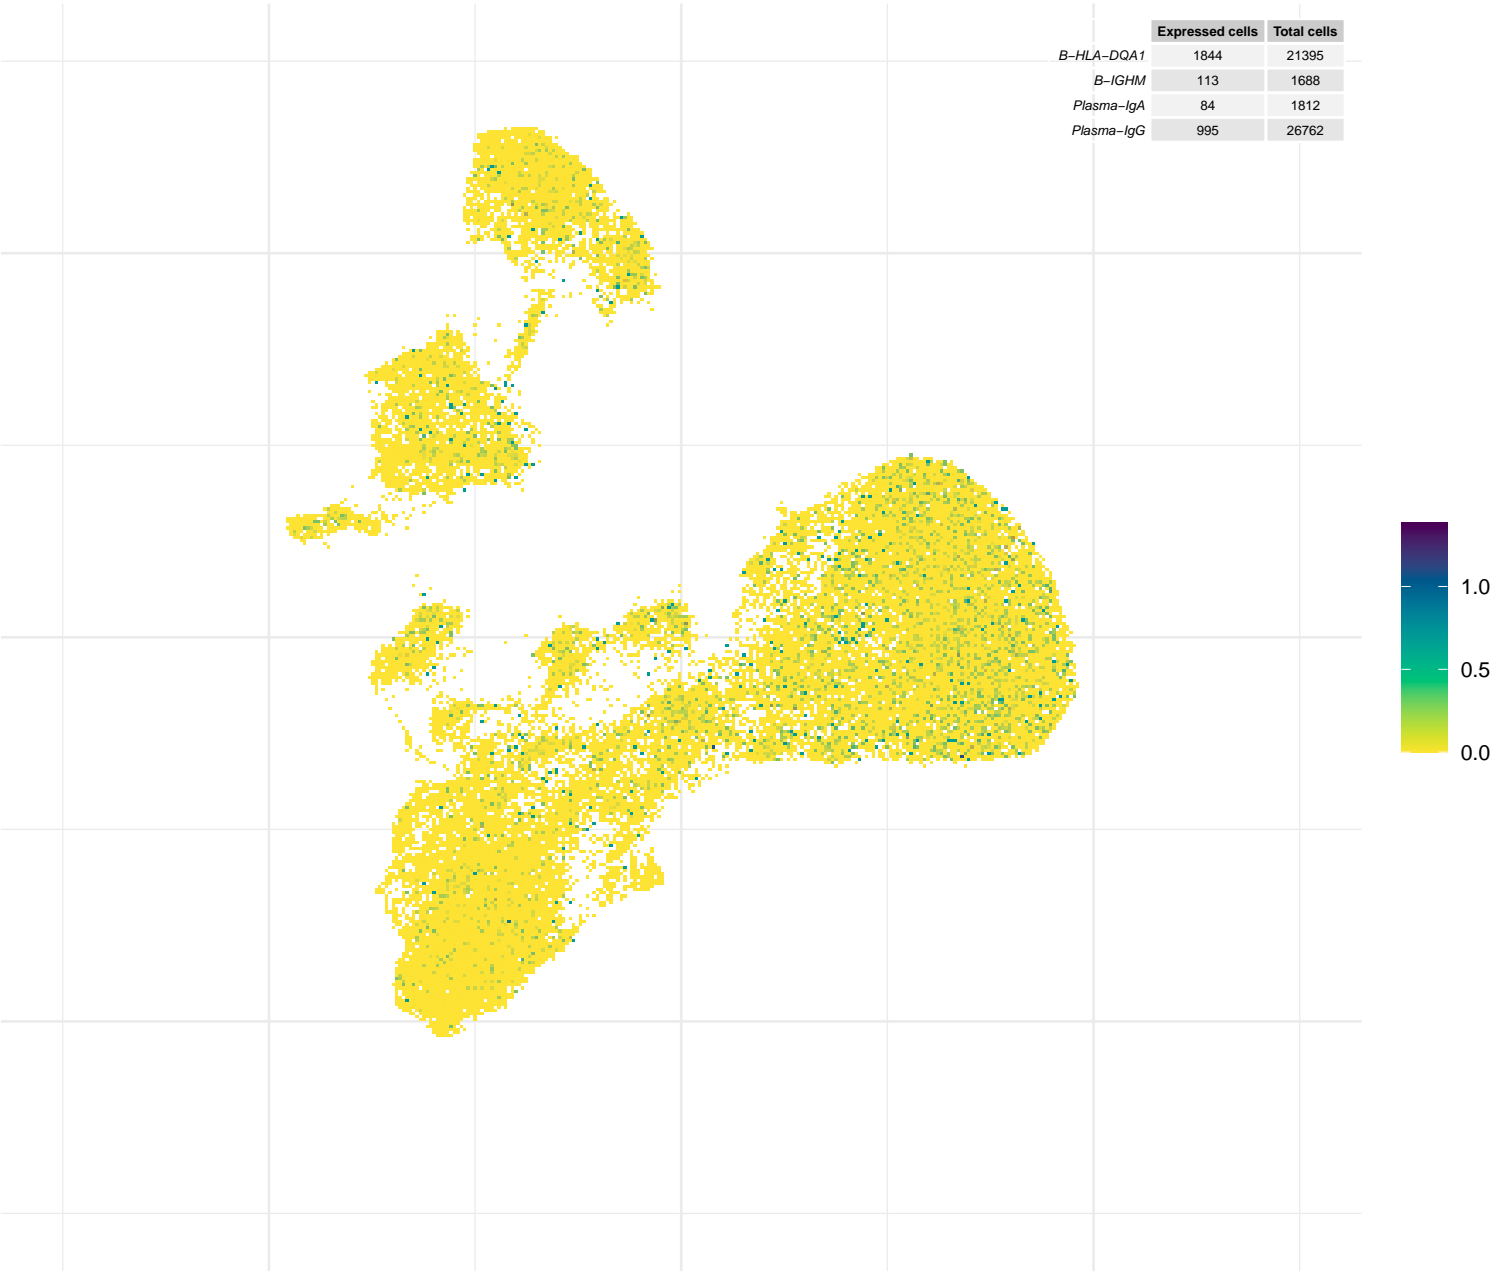 Expressed cells Total cells
B−HLA−DQA1 1844 21395
B−IGHM 113 1688
Plasma−IgA 84 1812
Plasma−IgG 995 26762
1.0
0.5
0.0